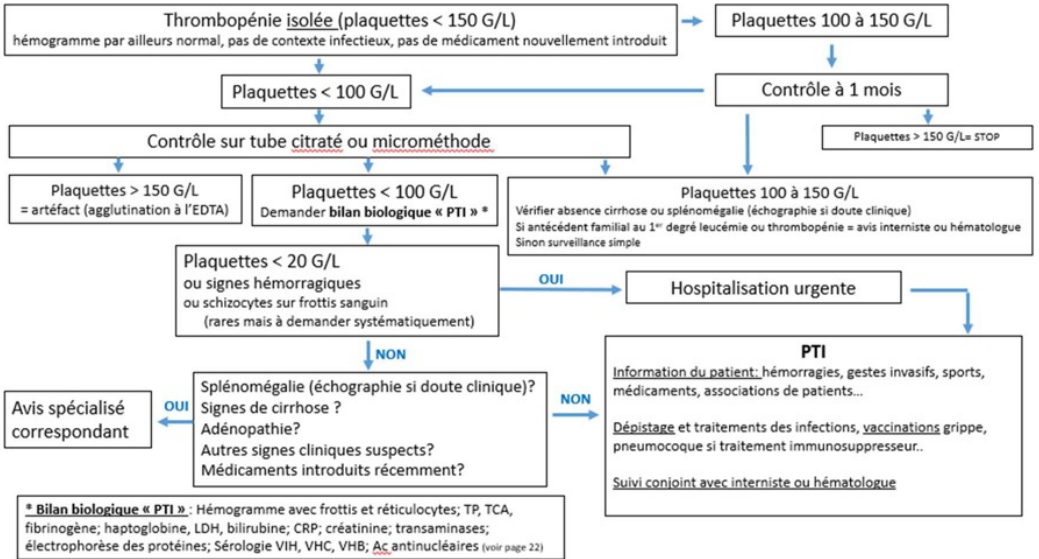 Thrombopénie isolée (plaquettes < 150 G/L)
hémogramme par ailleurs normal, pas de contexte infectieux, pas de médicament nouvellement introduit
Plaquettes 100 à 150 G/L
Plaquettes < 100 G/L
Contrôle à 1 mois
Plaquettes > 150 G/L= STOP
Contrôle sur tube citraté ou microméthode
Plaquettes > 150 G/L
= artéfact (agglutination à l'EDTA)
Plaquettes < 100 G/L
Demander bilan biologique « PTI » *
Plaquettes 100 à 150 G/L
Vérifier absence cirrhose ou splénomégalie (échographie si doute clinique)
Si antécédent familial au 1er degré leucémie ou thrombopénie = avis interniste ou hématologue
Sinon surveillance simple
Plaquettes < 20 G/L
ou signes hémorragiques
ou schizocytes sur frottis sanguin
(rares mais à demander systématiquement)
OUI
Hospitalisation urgente
NON
Splénomégalie (échographie si doute clinique)?
Signes de cirrhose ?
Adénopathie?
Autres signes cliniques suspects?
Médicaments introduits récemment?
OUI
Avis spécialisé
correspondant
NON
PTI
Information du patient: hémorragies, gestes invasifs, sports,
médicaments, associations de patients...
Dépistage et traitements des infections, vaccinations grippe,
pneumocoque si traitement immunosuppresseur..
Suivi conjoint avec interniste ou hématologue
* Bilan biologique « PTI » : Hémogramme avec frottis et réticulocytes; TP, TCA,
fibrinogène; haptoglobine, LDH, bilirubine; CRP; créatinine; transaminases;
électrophorèse des protéines; Sérologie VIH, VHC, VHB; Ac antinucléaires (voir page 22)